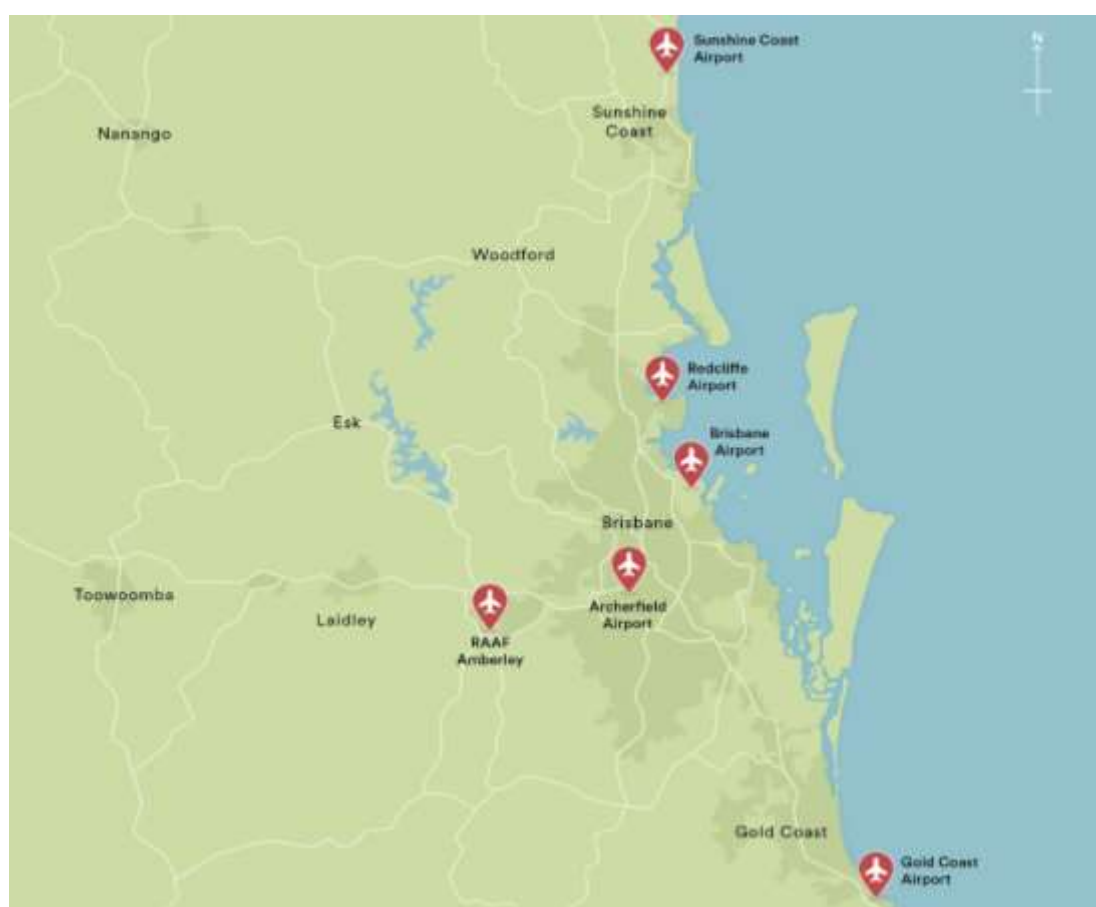 N
Sunshine Coast
Airport
Sunshine
Coast
Nanango
Woodford
Redcliffe
Airport
Esk
Brisbane
Airport
Brisbane
Toowoomba
Laidley
Archerfield
Airport
RAAF
Amberley
Gold Coast
Gold Coast
Airport